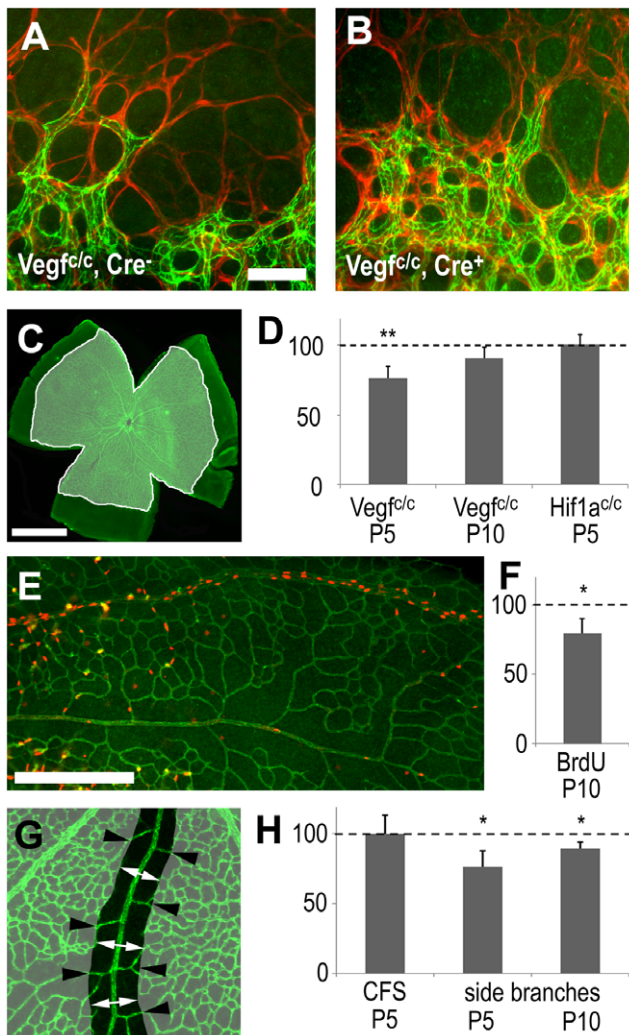 A
B
Vegfc/c, Cre-
Vegfc/c, Cre+
C
D
**
100
50
0
Vegfc/c
P5
Vegfc/c
P10
Hif1ac/c
P5
E
F
*
100
50
0
BrdU
P10
G
H
*
*
100
50
0
CFS
P5
side branches
P5
P10